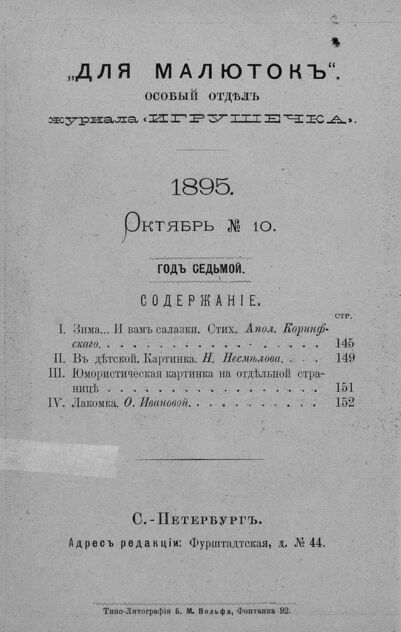 „ДЛЯ МАЛЮТОКЪ“.
ОСОБЫЙ ОТДѢЛЪ
журнала «ИГРУШЕЧКА».
1895.
Октябрь № 10.
ГОДЪ СЕДЬМОЙ.
СОДЕРЖАНІЕ.
СТР.
I. Зима... И вамъ салазки. Стих. Апол. Коринф-
скаго. . . . . . . . . . . . . . . . . . 145
II. Въ дѣтской. Картинка. Н. Несмѣлова. . . . 149
III. Юмористическая картинка на отдѣльной стра-
ницѣ . . . . . . . . . . . . . . . . . . 151
IV. Лакомка. О. Ивановой. . . . . . . . . . . 152
С.-Петербургъ.
Адресъ редакціи: Фурштадтская, д. № 44.
Типо-Литографія Б. М. Вольфа, Фонтанка 92.